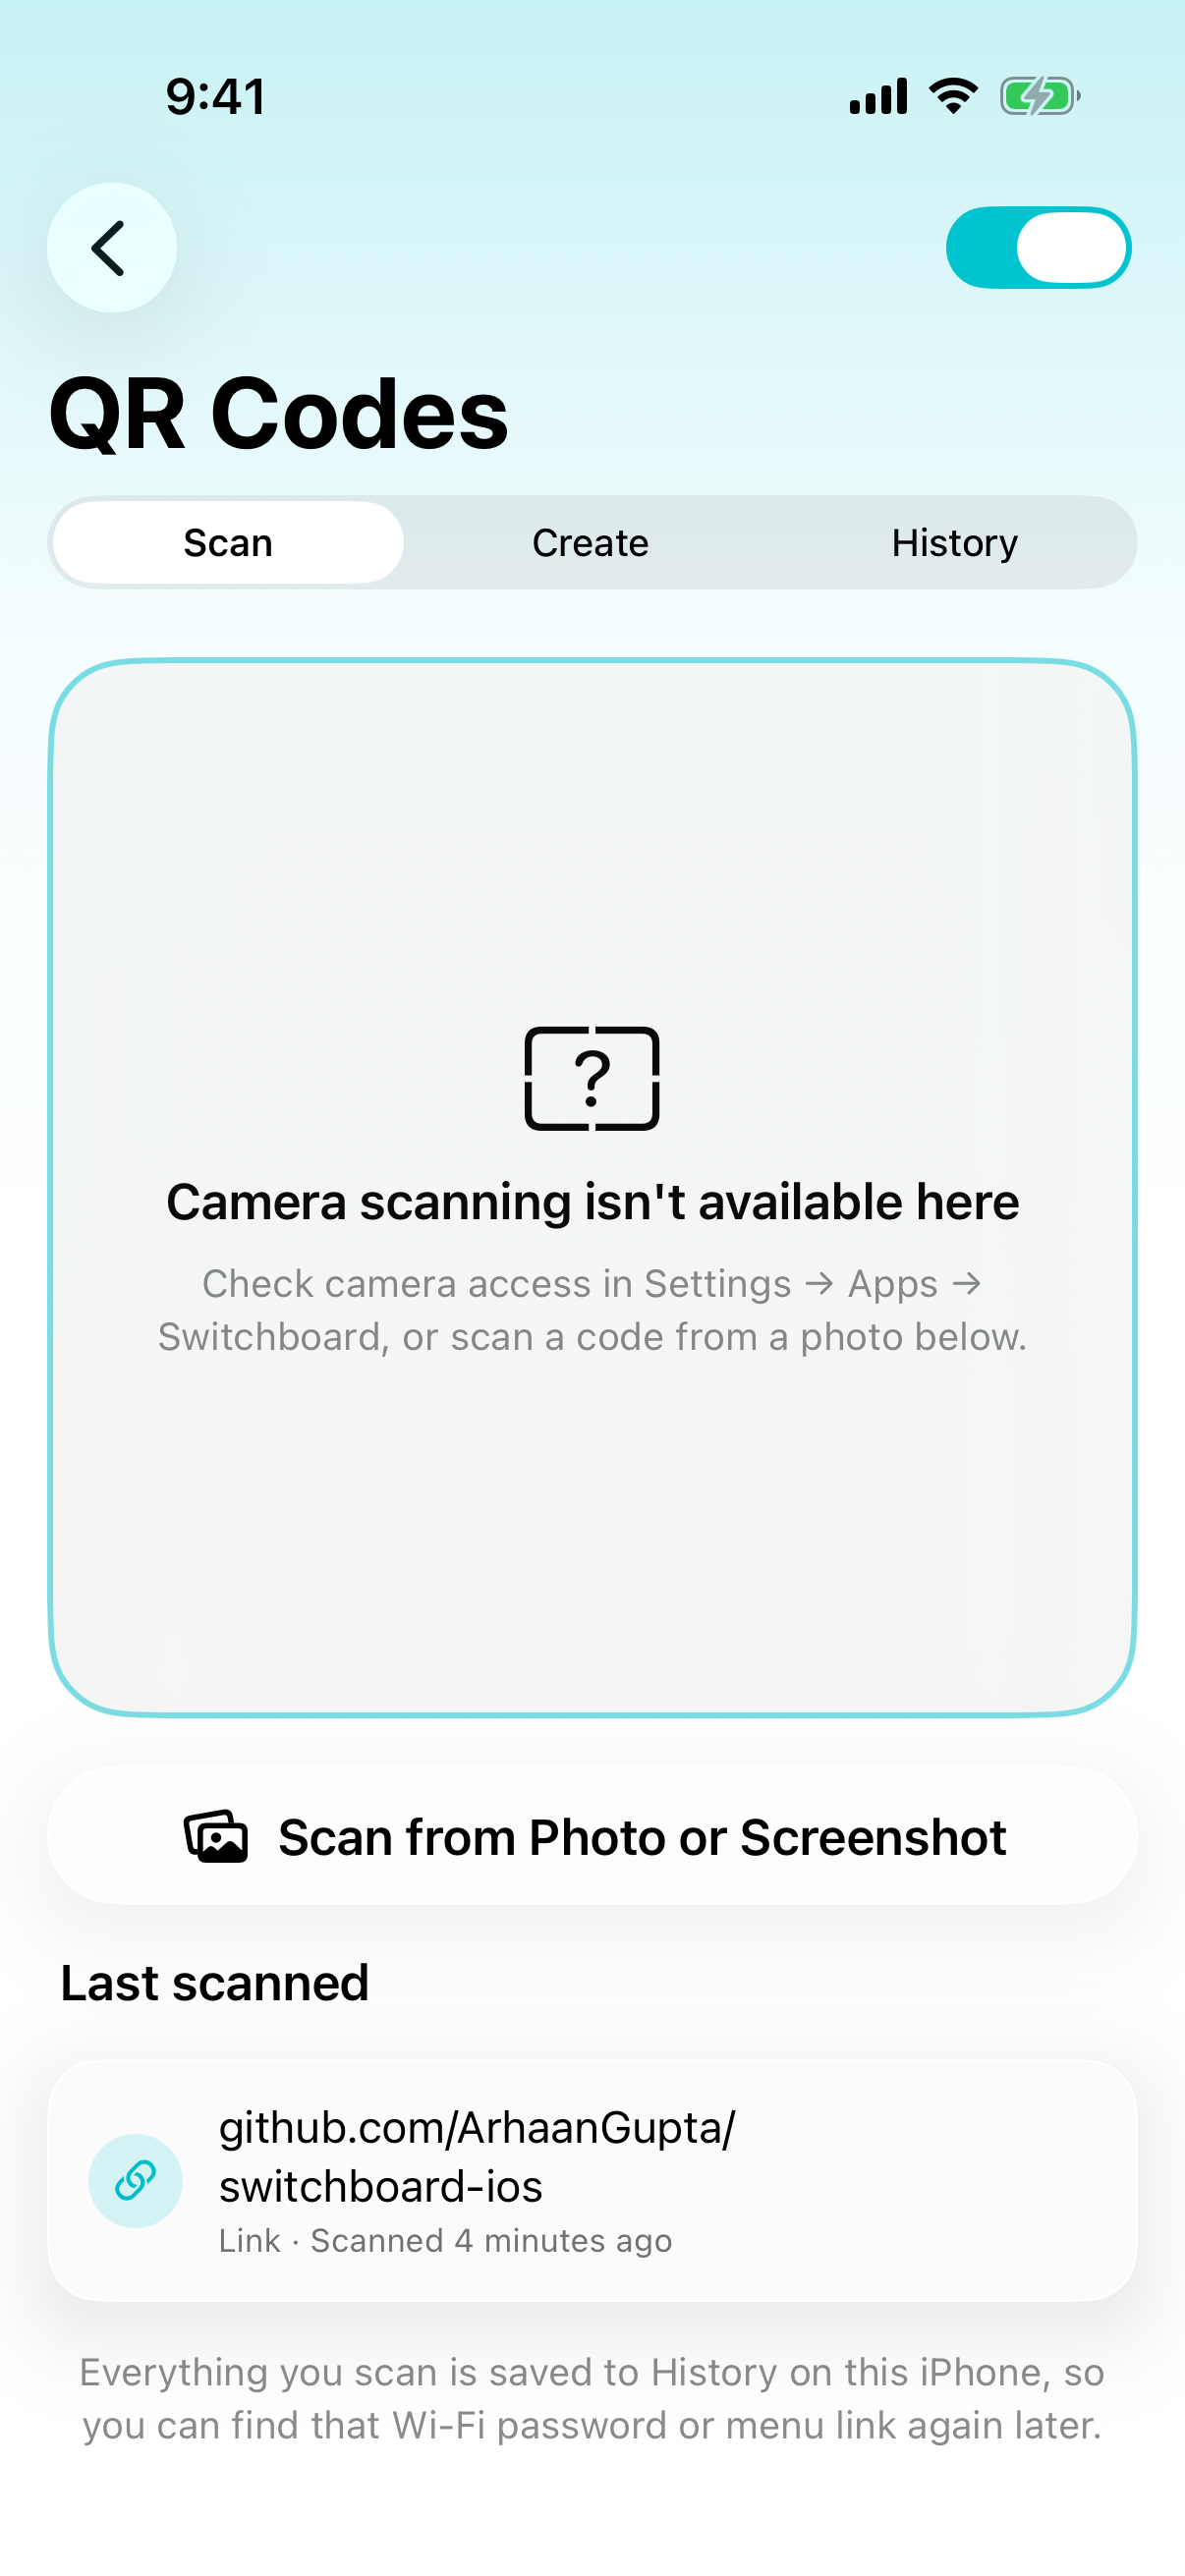 9:41
QR Codes
Scan
Create
History
?
Camera scanning isn't available here
Check camera access in Settings → Apps →
Switchboard, or scan a code from a photo below.
Scan from Photo or Screenshot
Last scanned
github.com/ArhaanGupta/
switchboard-ios
Link · Scanned 4 minutes ago
Everything you scan is saved to History on this iPhone, so
you can find that Wi-Fi password or menu link again later.